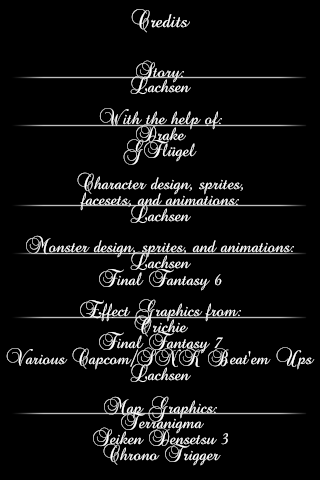 Credits
Story:
Lachsen
With the help of:
Drake
G Flügel
Character design, sprites,
facesets, and animations:
Lachsen
Monster design, sprites, and animations:
Lachsen
Final Fantasy 6
Effect Graphics from:
Crichie
Final Fantasy 7
Various Capcom/SNK Beat'em Ups
Lachsen
Map Graphics:
Terranigma
Seiken Densetsu 3
Chrono Trigger